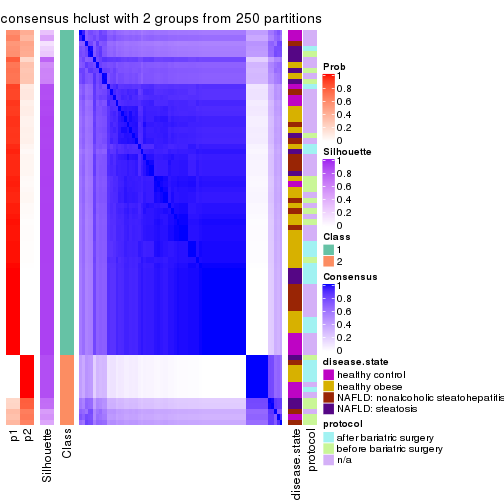 consensus hclust with 2 groups from 250 partitions
Prob
1
0.8
0.6
0.4
0.2
0
Silhouette
1
0.8
0.6
0.4
0.2
0
Class
1
2
Consensus
1
0.8
0.6
0.4
0.2
0
disease.state
healthy control
healthy obese
NAFLD: nonalcoholic steatohepatitis
NAFLD: steatosis
protocol
after bariatric surgery
before bariatric surgery
n/a
p1
p2
Silhouette
Class
disease.state
protocol